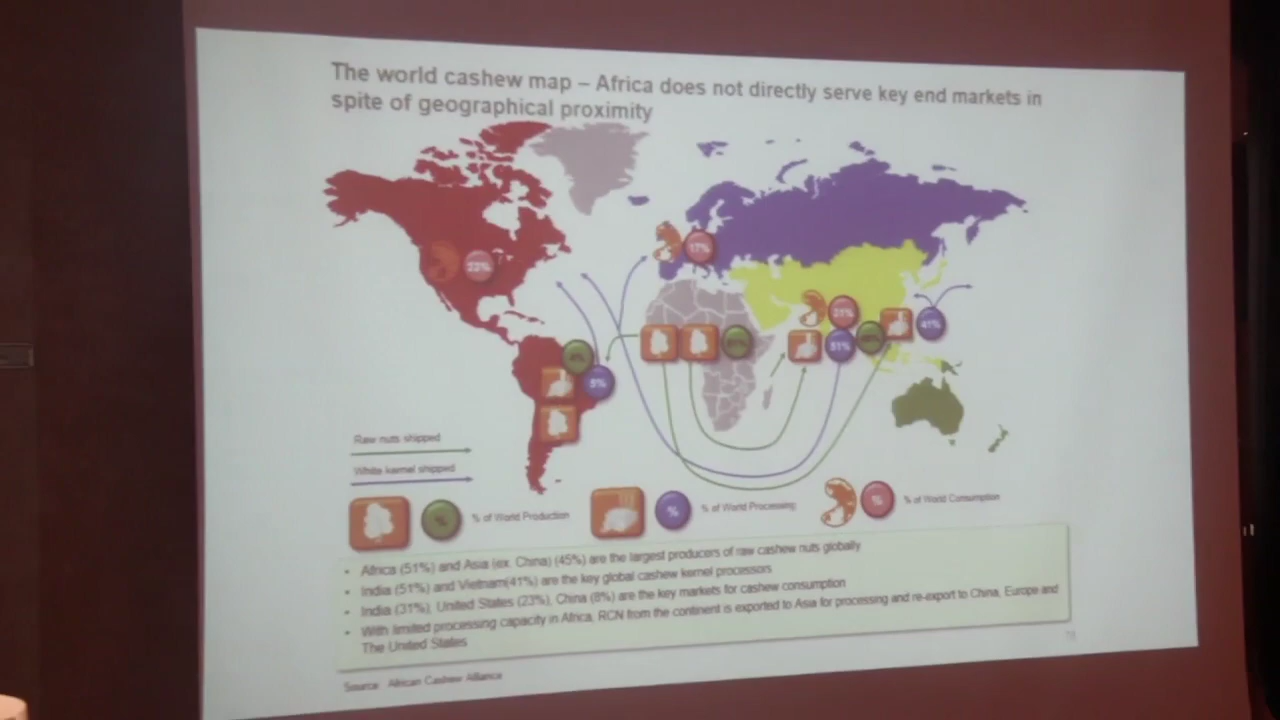 The world cashew map – Africa does not directly serve key end markets in
spite of geographical proximity
23%
17%
31%
41%
51%
4%
5%
Raw nuts shipped
White kernel shipped
% % of World Production
% % of World Processing
% % of World Consumption
• Africa (51%) and Asia (ex. China) (45%) are the largest producers of raw cashew nuts globally
• India (51%) and Vietnam(41%) are the key global cashew kernel processors
• India (31%), United States (23%), China (8%) are the key markets for cashew consumption
• With limited processing capacity in Africa, RCN from the continent is exported to Asia for processing and re-export to China, Europe and
The United States
Source: African Cashew Alliance